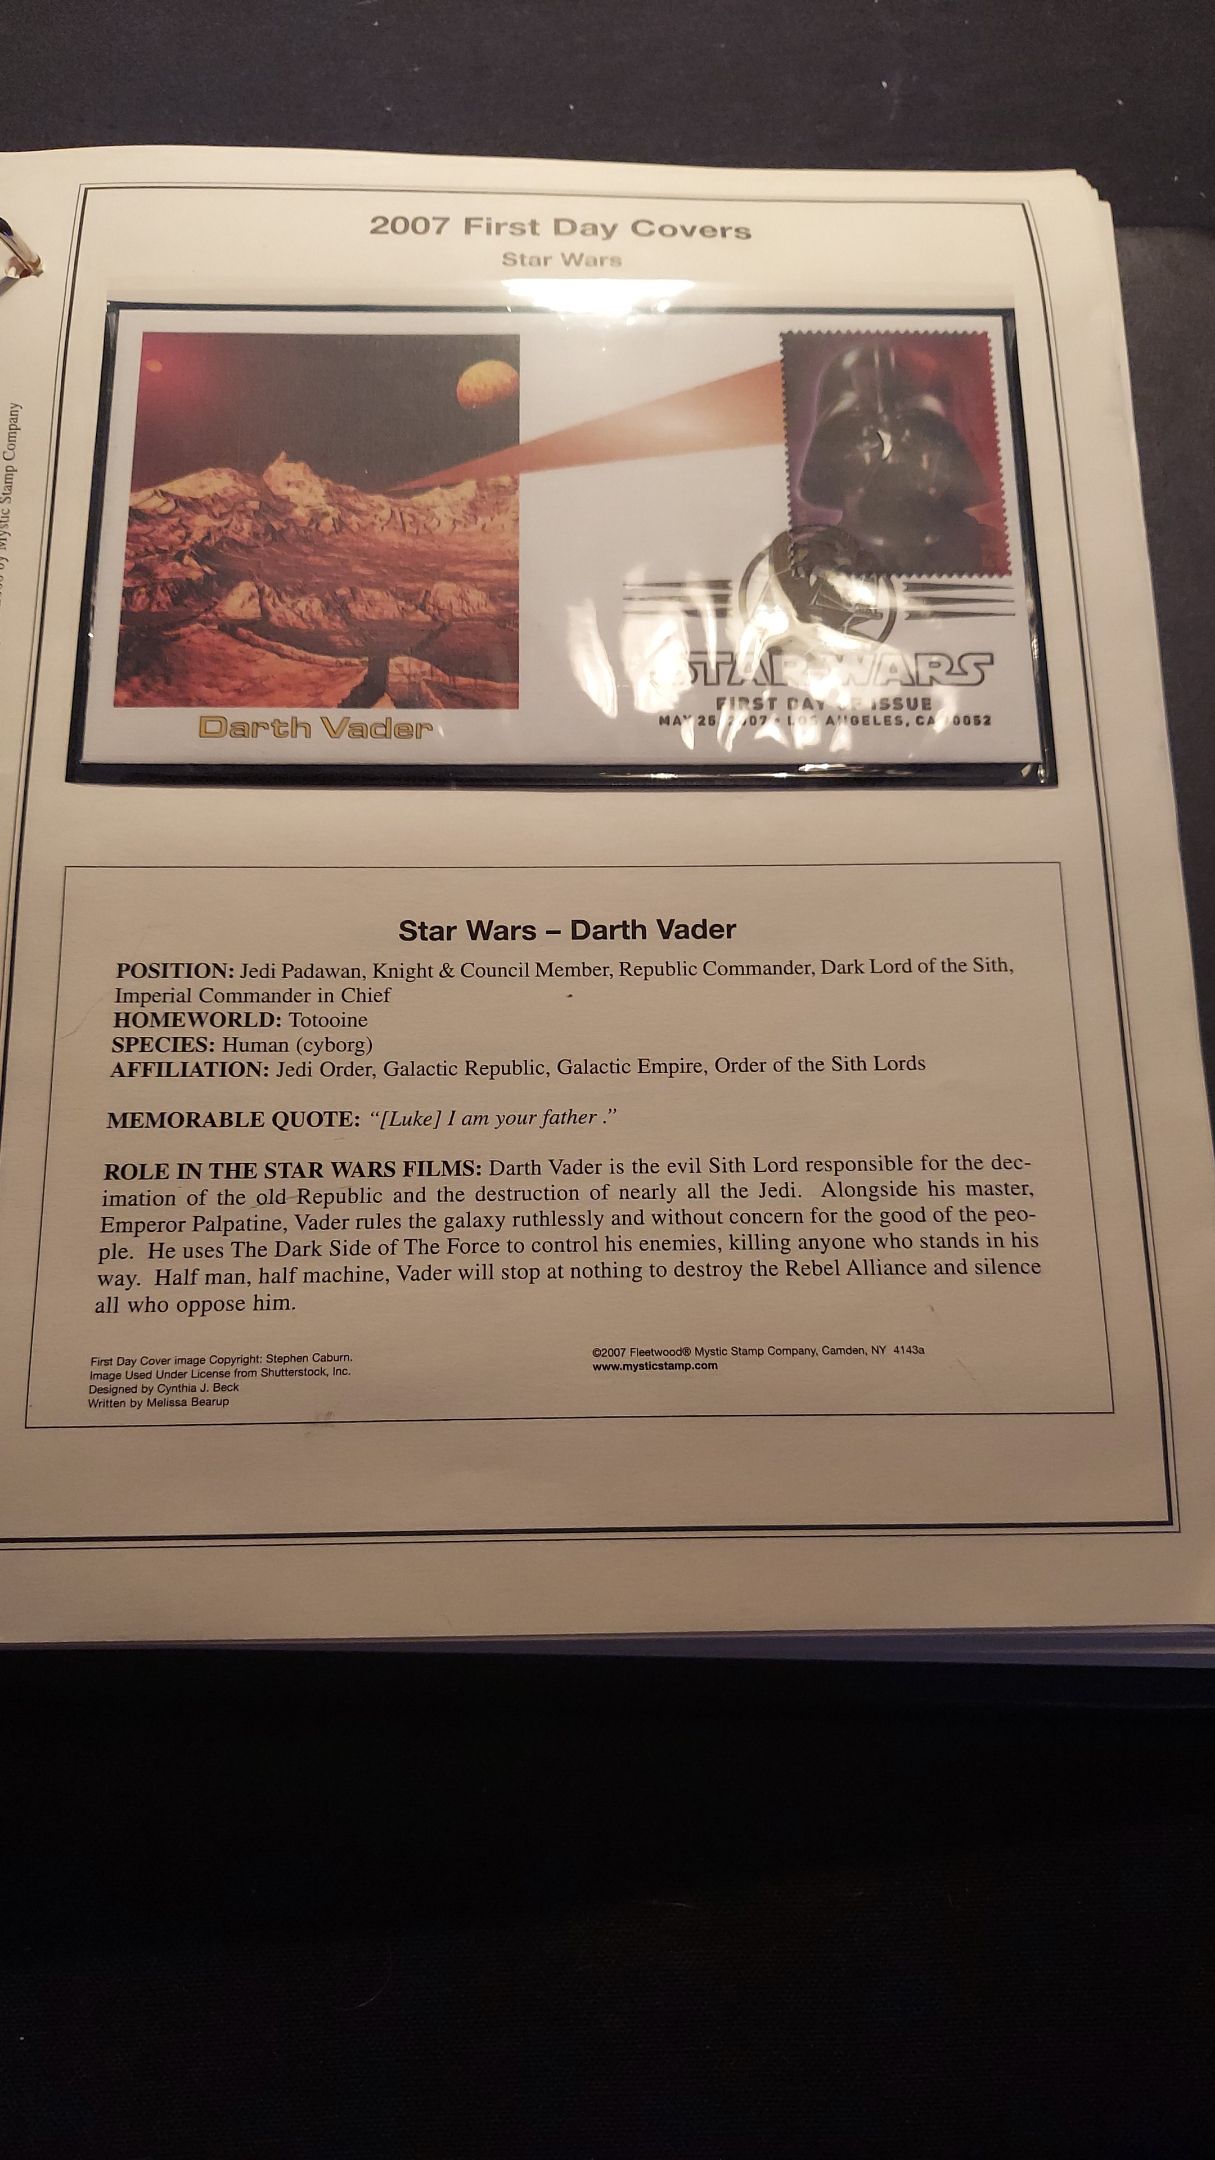 2007 First Day Covers
Star Wars
by Mystic Stamp Company
Darth Vader
STAR WARS
FIRST DAY OF ISSUE
MAY 25, 2007 • LOS ANGELES, CA 90052
Star Wars – Darth Vader
POSITION: Jedi Padawan, Knight & Council Member, Republic Commander, Dark Lord of the Sith,
Imperial Commander in Chief
HOMEWORLD: Totooine
SPECIES: Human (cyborg)
AFFILIATION: Jedi Order, Galactic Republic, Galactic Empire, Order of the Sith Lords
MEMORABLE QUOTE: “[Luke] I am your father .”
ROLE IN THE STAR WARS FILMS: Darth Vader is the evil Sith Lord responsible for the dec-
imation of the old Republic and the destruction of nearly all the Jedi. Alongside his master,
Emperor Palpatine, Vader rules the galaxy ruthlessly and without concern for the good of the peo-
ple. He uses The Dark Side of The Force to control his enemies, killing anyone who stands in his
way. Half man, half machine, Vader will stop at nothing to destroy the Rebel Alliance and silence
all who oppose him.
First Day Cover image Copyright: Stephen Caburn.
Image Used Under License from Shutterstock, Inc.
Designed by Cynthia J. Beck
Written by Melissa Bearup
©2007 Fleetwood® Mystic Stamp Company, Camden, NY 4143a
www.mysticstamp.com